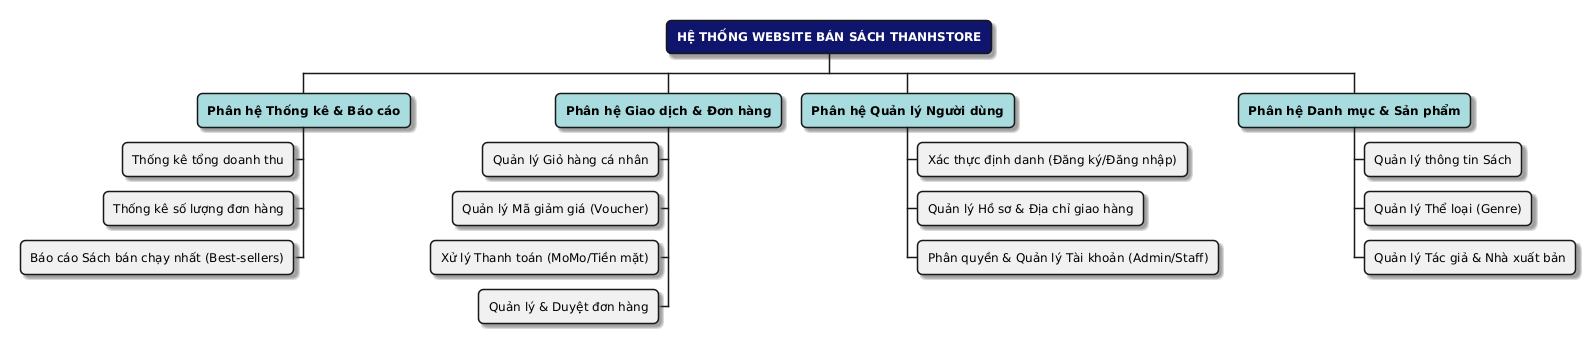 HỆ THỐNG WEBSITE BÁN SÁCH THANHSTORE
Phân hệ Thống kê & Báo cáo
Thống kê tổng doanh thu
Thống kê số lượng đơn hàng
Báo cáo Sách bán chạy nhất (Best-sellers)
Phân hệ Giao dịch & Đơn hàng
Quản lý Giỏ hàng cá nhân
Quản lý Mã giảm giá (Voucher)
Xử lý Thanh toán (MoMo/Tiền mặt)
Quản lý & Duyệt đơn hàng
Phân hệ Quản lý Người dùng
Xác thực định danh (Đăng ký/Đăng nhập)
Quản lý Hồ sơ & Địa chỉ giao hàng
Phân quyền & Quản lý Tài khoản (Admin/Staff)
Phân hệ Danh mục & Sản phẩm
Quản lý thông tin Sách
Quản lý Thể loại (Genre)
Quản lý Tác giả & Nhà xuất bản